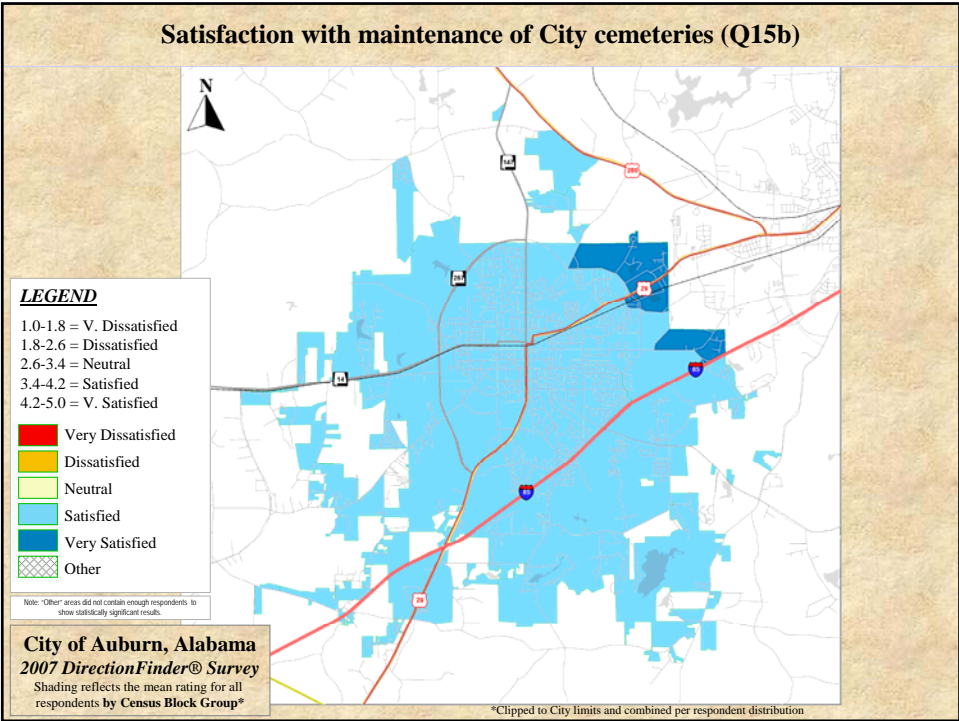 Satisfaction with maintenance of City cemeteries (Q15b)
N
147
280
267
29
14
85
85
29
LEGEND
1.0-1.8 = V. Dissatisfied
1.8-2.6 = Dissatisfied
2.6-3.4 = Neutral
3.4-4.2 = Satisfied
4.2-5.0 = V. Satisfied
Very Dissatisfied
Dissatisfied
Neutral
Satisfied
Very Satisfied
Other
Note: "Other" areas did not contain enough respondents to
show statistically significant results.
City of Auburn, Alabama
2007 DirectionFinder® Survey
Shading reflects the mean rating for all
respondents by Census Block Group*
*Clipped to City limits and combined per respondent distribution